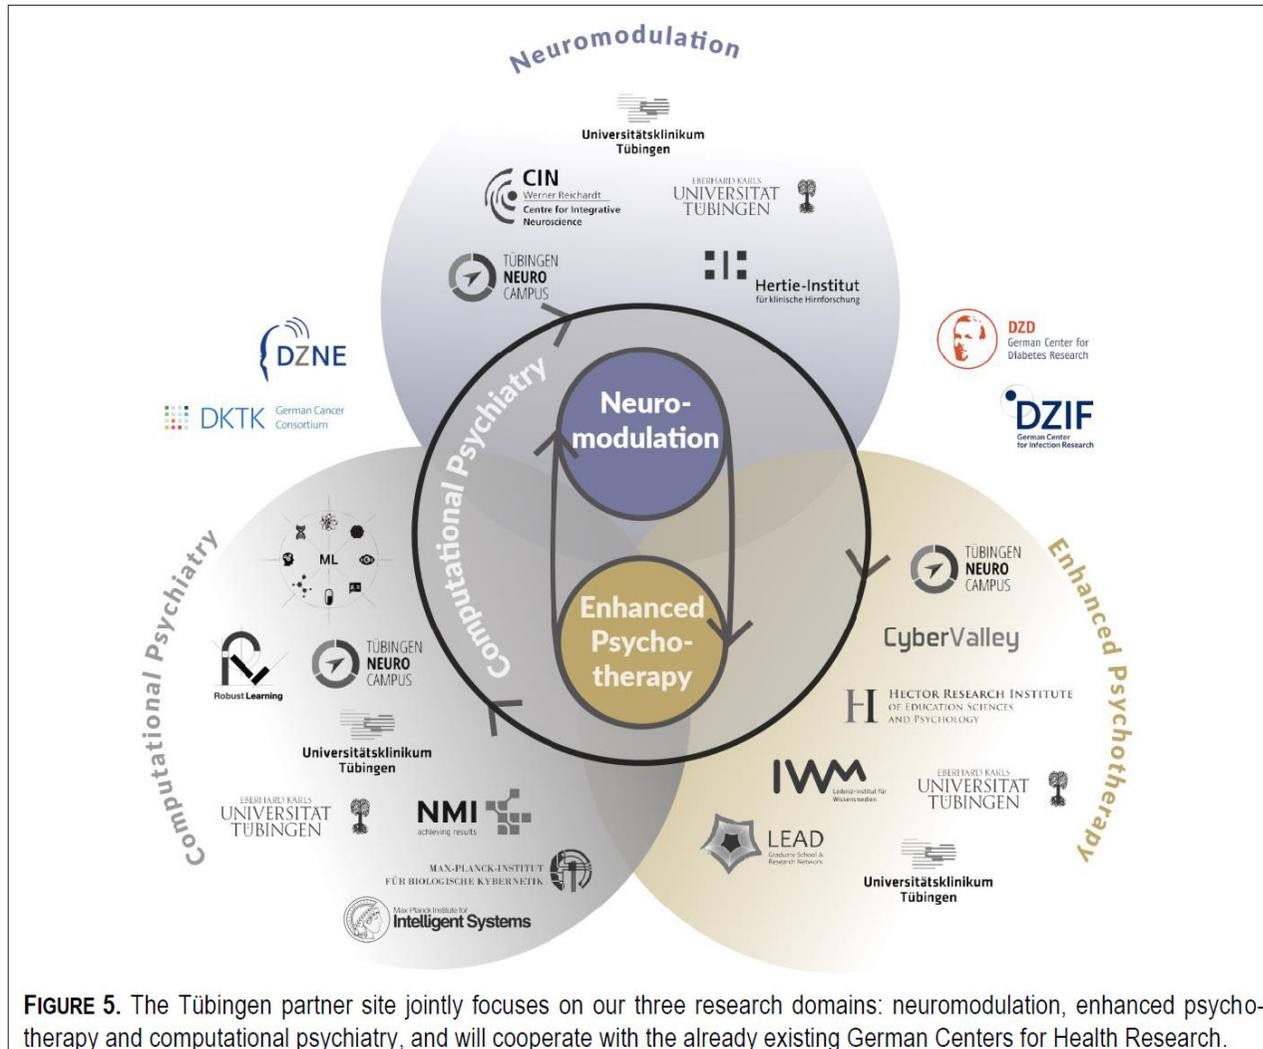 Neuromodulation
Universitätsklinikum
Tübingen
CIN
Werner Reichardt
Centre for Integrative
Neuroscience
EBERHARD KARLS
UNIVERSITÄT
TÜBINGEN
TÜBINGEN
NEURO
CAMPUS
Hertie-Institut
für klinische Hirnforschung
DZNE
DKTK German Cancer
Consortium
DZD
German Center for
Diabetes Research
DZIF
German Center
for Infection Research
Computational Psychiatry
Neuro-
modulation
Enhanced
Psycho-
therapy
Computational Psychiatry
ML
Robust Learning
TÜBINGEN
NEURO
CAMPUS
Universitätsklinikum
Tübingen
EBERHARD KARLS
UNIVERSITÄT
TÜBINGEN
NMI
achieving results
MAX-PLANCK-INSTITUT
FÜR BIOLOGISCHE KYBERNETIK
Max Planck Institute for
Intelligent Systems
Enhanced Psychotherapy
TÜBINGEN
NEURO
CAMPUS
CyberValley
HECTOR RESEARCH INSTITUTE
OF EDUCATION SCIENCES
AND PSYCHOLOGY
IWM
Leibniz-Institut für
Wissensmedien
EBERHARD KARLS
UNIVERSITÄT
TÜBINGEN
LEAD
Graduate School &
Research Network
Universitätsklinikum
Tübingen
FIGURE 5. The Tübingen partner site jointly focuses on our three research domains: neuromodulation, enhanced psycho-
therapy and computational psychiatry, and will cooperate with the already existing German Centers for Health Research.